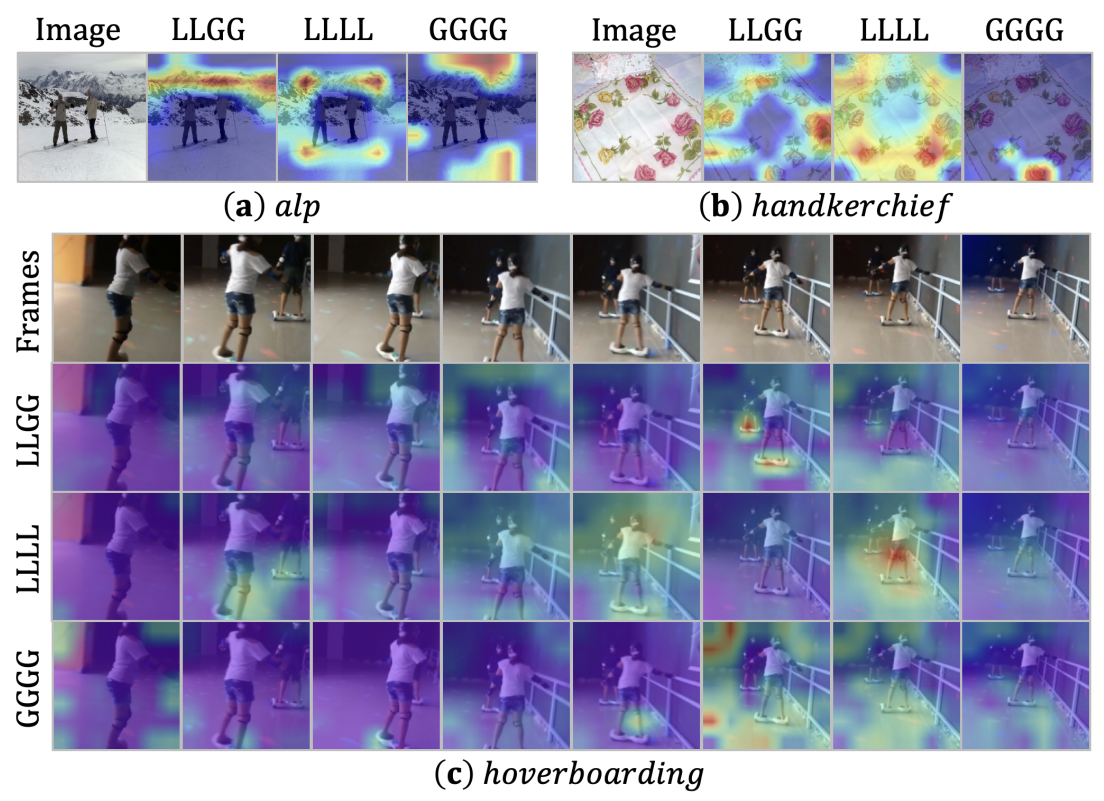 Image LLGG LLLL GGGG Image LLGG LLLL GGGG
(a) alp (b) handkerchief
Frames
LLGG
LLLL
GGGG
(c) hoverboarding